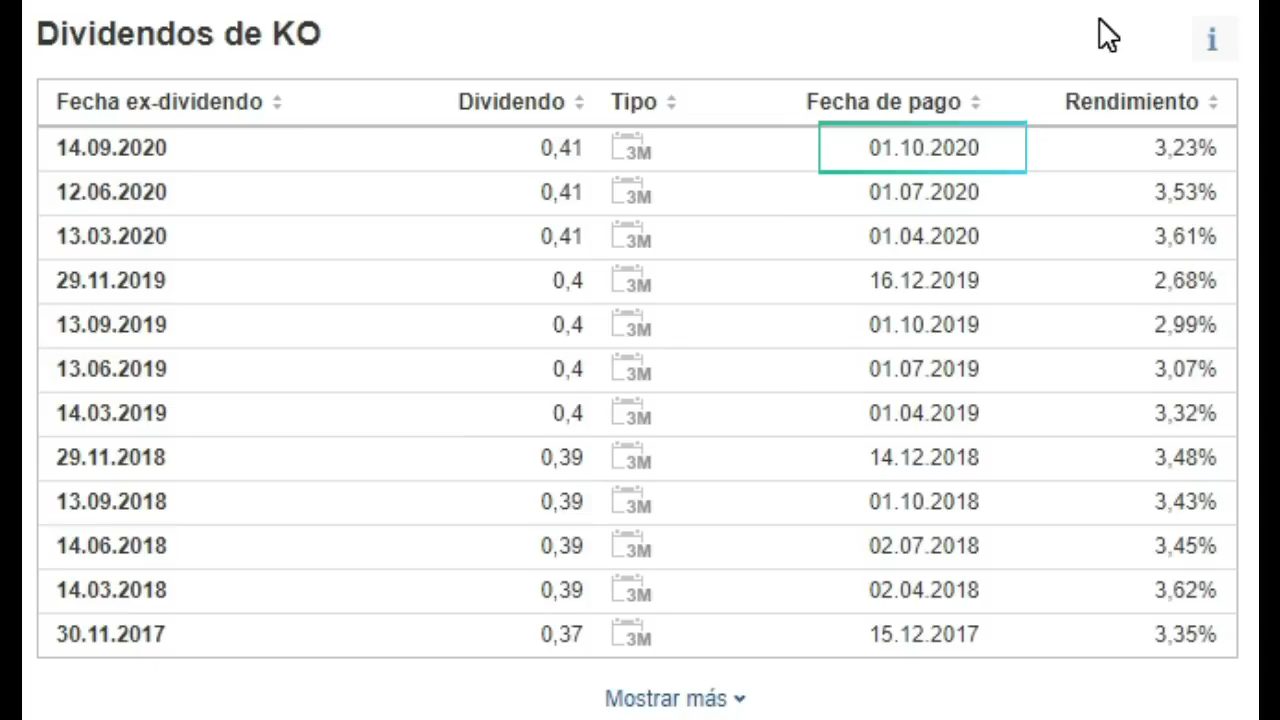 Dividendos de KO
i
Fecha ex-dividendo Dividendo Tipo Fecha de pago Rendimiento
14.09.2020 0,41 3M 01.10.2020 3,23%
12.06.2020 0,41 3M 01.07.2020 3,53%
13.03.2020 0,41 3M 01.04.2020 3,61%
29.11.2019 0,4 3M 16.12.2019 2,68%
13.09.2019 0,4 3M 01.10.2019 2,99%
13.06.2019 0,4 3M 01.07.2019 3,07%
14.03.2019 0,4 3M 01.04.2019 3,32%
29.11.2018 0,39 3M 14.12.2018 3,48%
13.09.2018 0,39 3M 01.10.2018 3,43%
14.06.2018 0,39 3M 02.07.2018 3,45%
14.03.2018 0,39 3M 02.04.2018 3,62%
30.11.2017 0,37 3M 15.12.2017 3,35%
Mostrar más